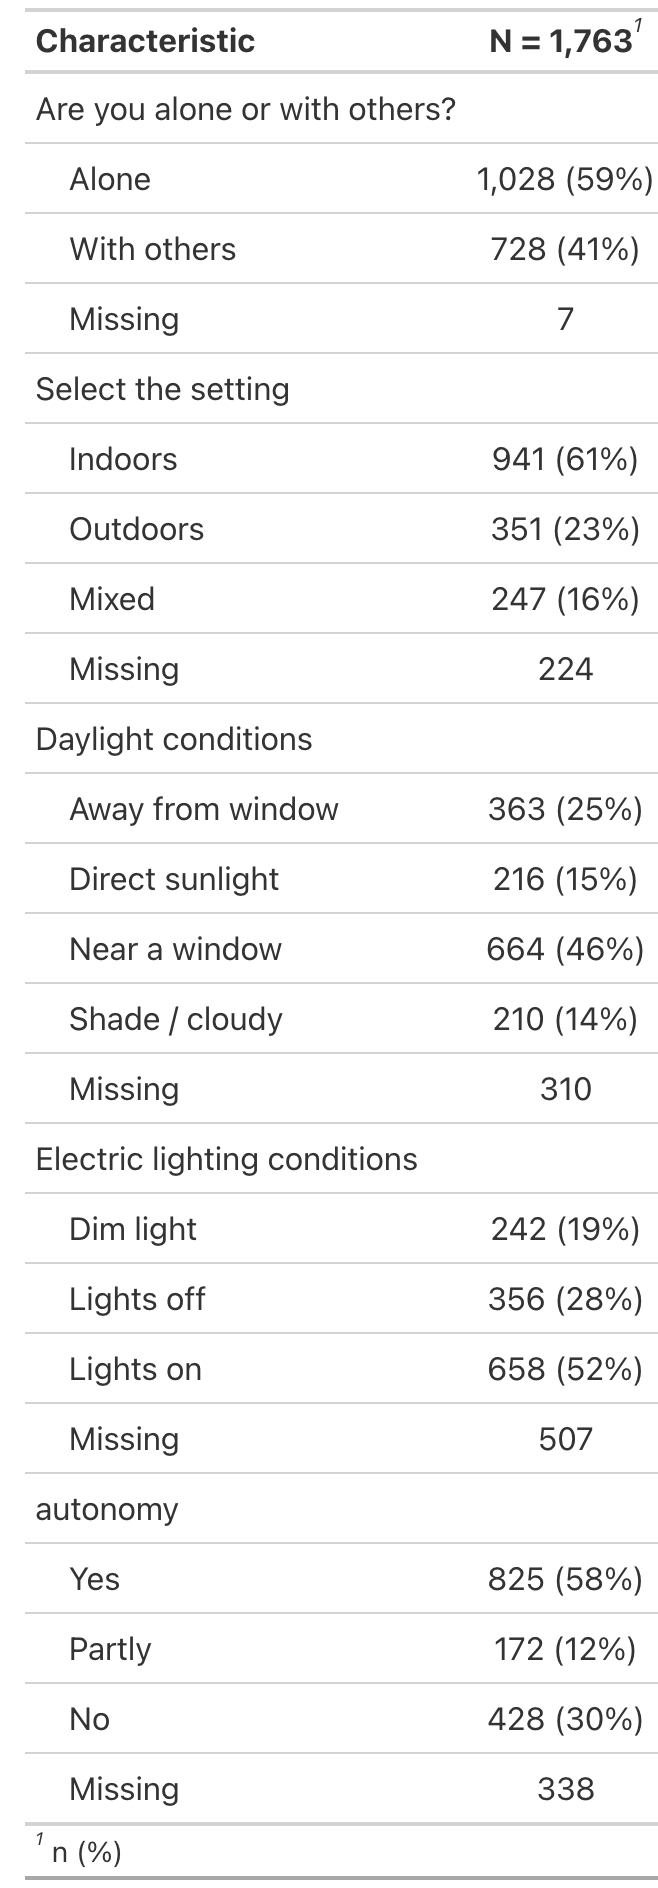 Characteristic N = 1,763¹
Are you alone or with others?
Alone 1,028 (59%)
With others 728 (41%)
Missing 7
Select the setting
Indoors 941 (61%)
Outdoors 351 (23%)
Mixed 247 (16%)
Missing 224
Daylight conditions
Away from window 363 (25%)
Direct sunlight 216 (15%)
Near a window 664 (46%)
Shade / cloudy 210 (14%)
Missing 310
Electric lighting conditions
Dim light 242 (19%)
Lights off 356 (28%)
Lights on 658 (52%)
Missing 507
autonomy
Yes 825 (58%)
Partly 172 (12%)
No 428 (30%)
Missing 338
¹ n (%)